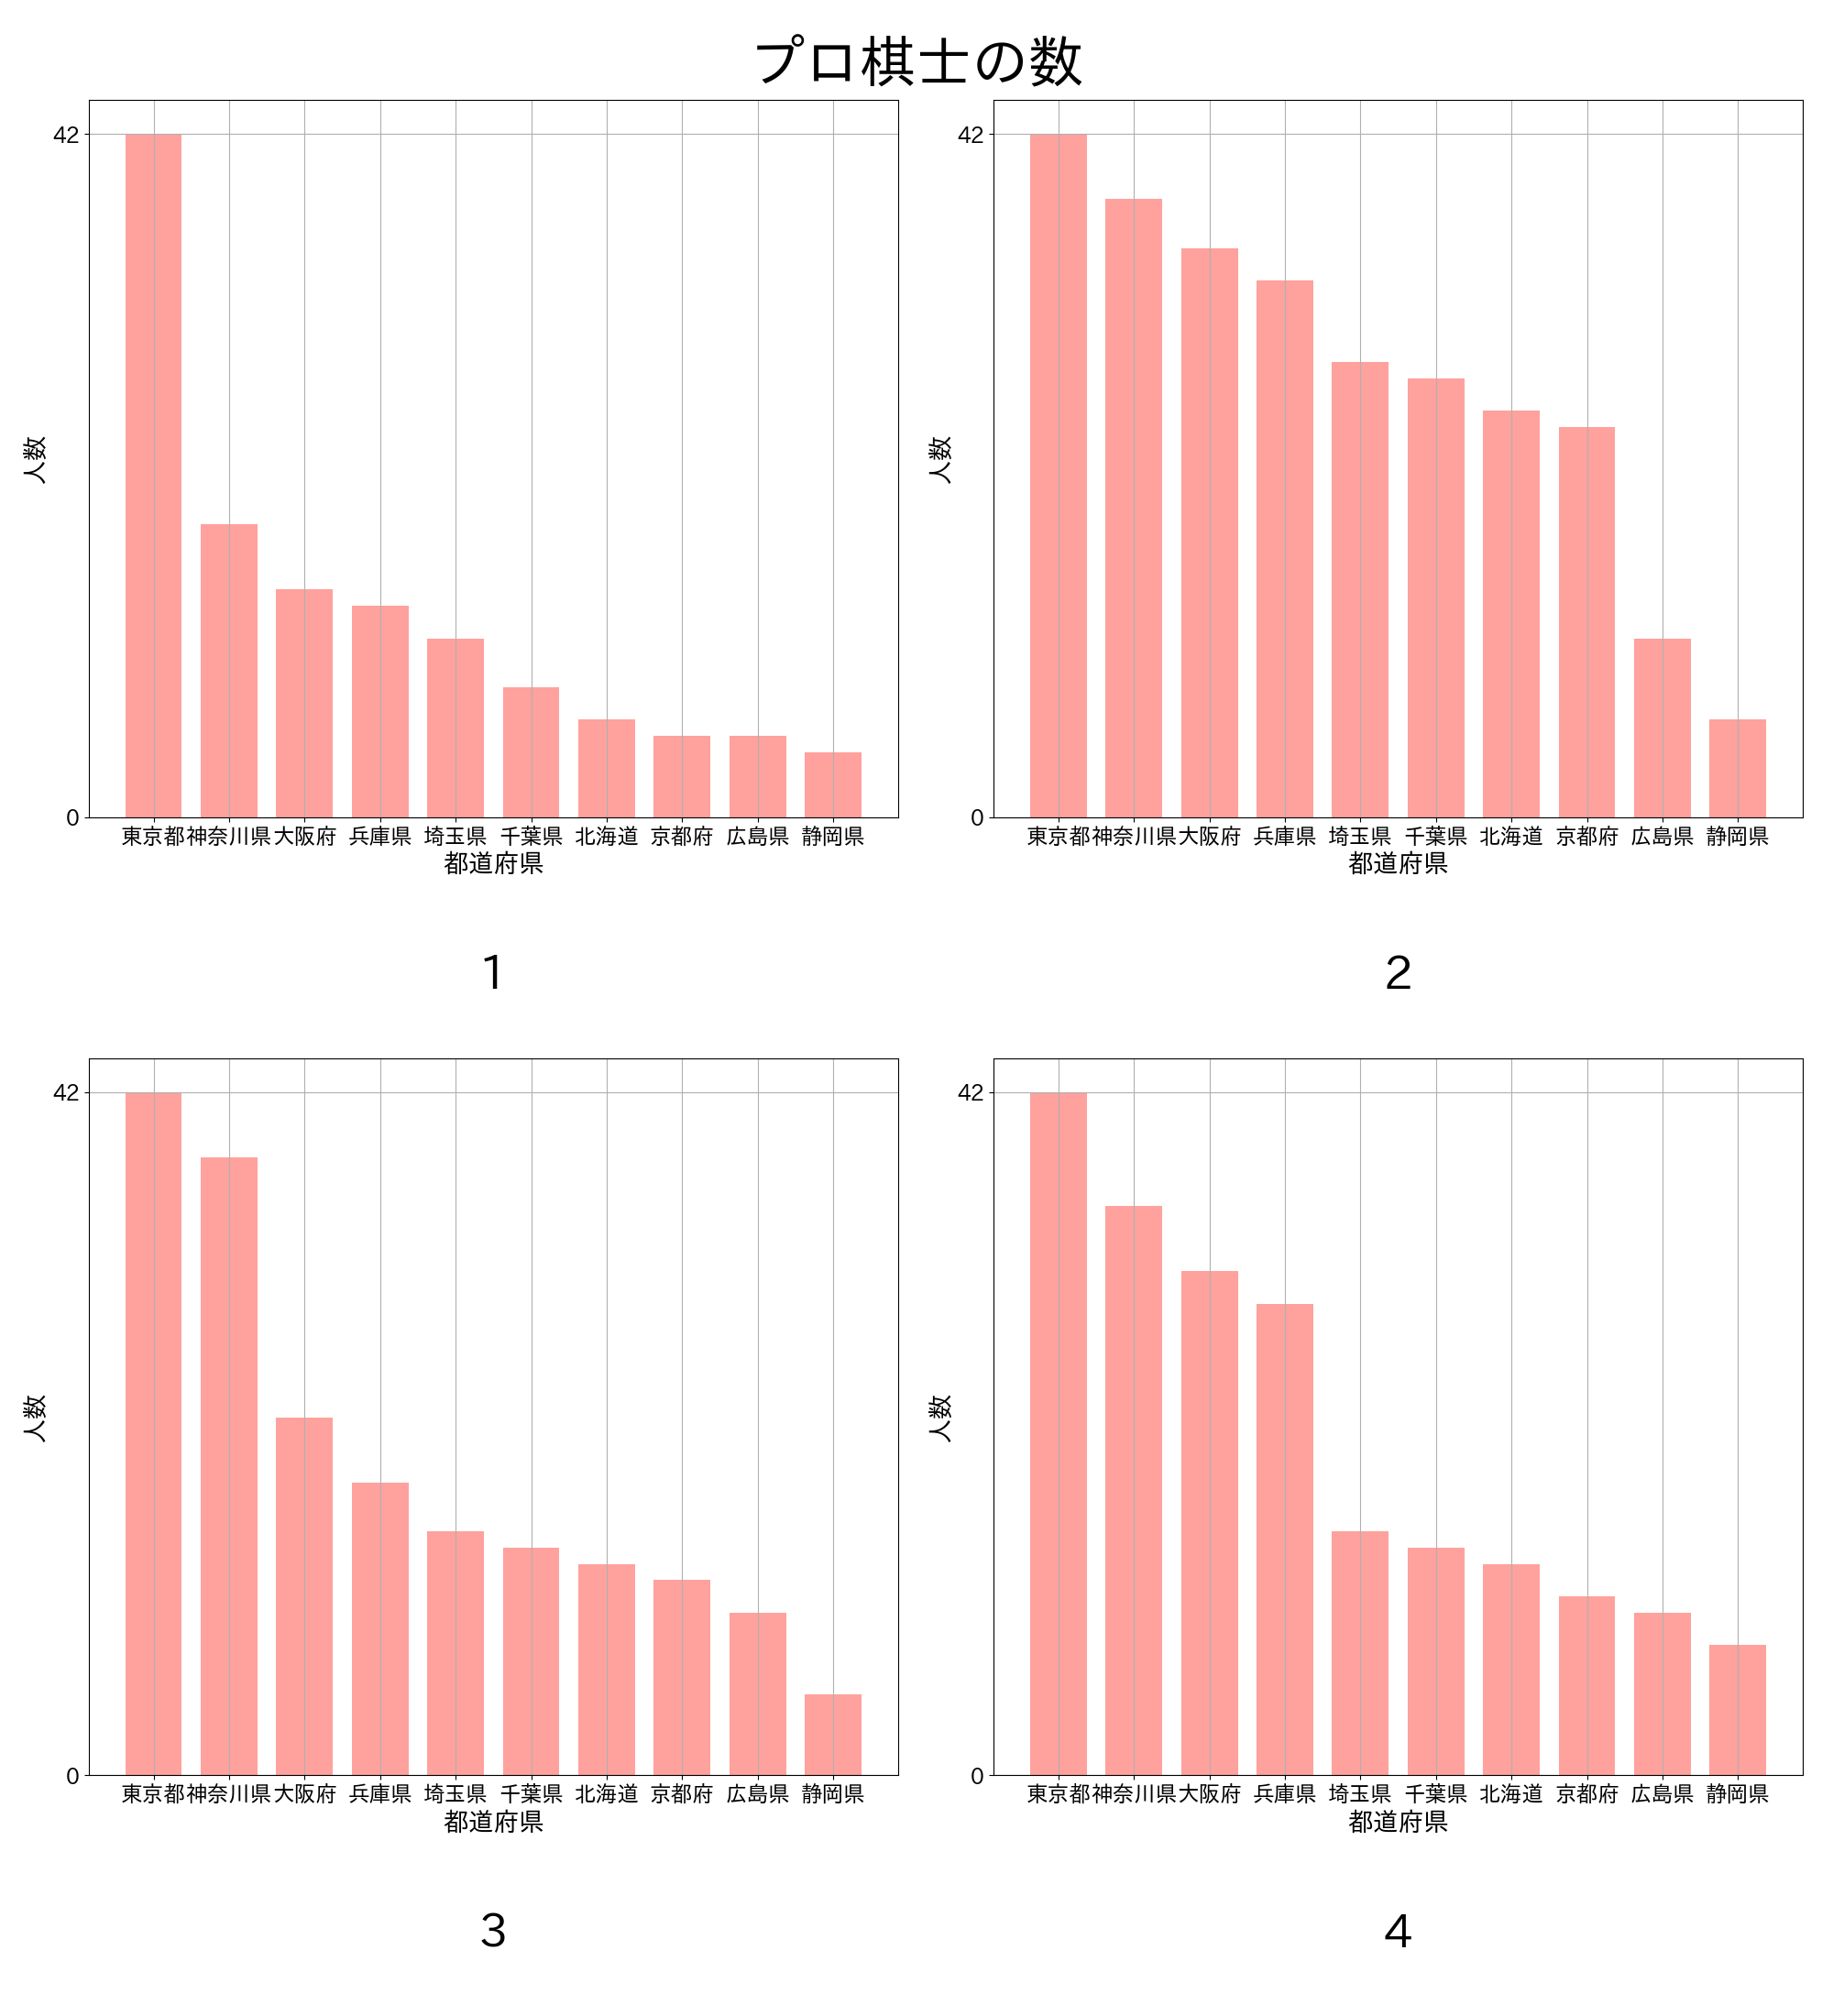 プロ棋士の数
42
0
人数
東京都 神奈川県 大阪府 兵庫県 埼玉県 千葉県 北海道 京都府 広島県 静岡県
都道府県
1
42
0
人数
東京都 神奈川県 大阪府 兵庫県 埼玉県 千葉県 北海道 京都府 広島県 静岡県
都道府県
2
42
0
人数
東京都 神奈川県 大阪府 兵庫県 埼玉県 千葉県 北海道 京都府 広島県 静岡県
都道府県
3
42
0
人数
東京都 神奈川県 大阪府 兵庫県 埼玉県 千葉県 北海道 京都府 広島県 静岡県
都道府県
4